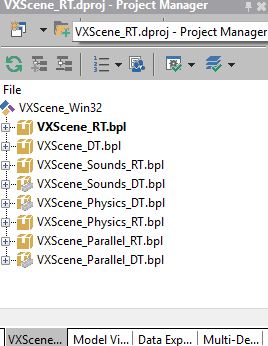 VXScene_RT.dproj - Project Manager
VXScene_RT.dproj - Project Manager
File
VXScene_Win32
VXScene_RT.bpl
VXScene_DT.bpl
VXScene_Sounds_RT.bpl
VXScene_Sounds_DT.bpl
VXScene_Physics_DT.bpl
VXScene_Physics_RT.bpl
VXScene_Parallel_RT.bpl
VXScene_Parallel_DT.bpl
VXScene... Model Vi... Data Exp... Multi-De...